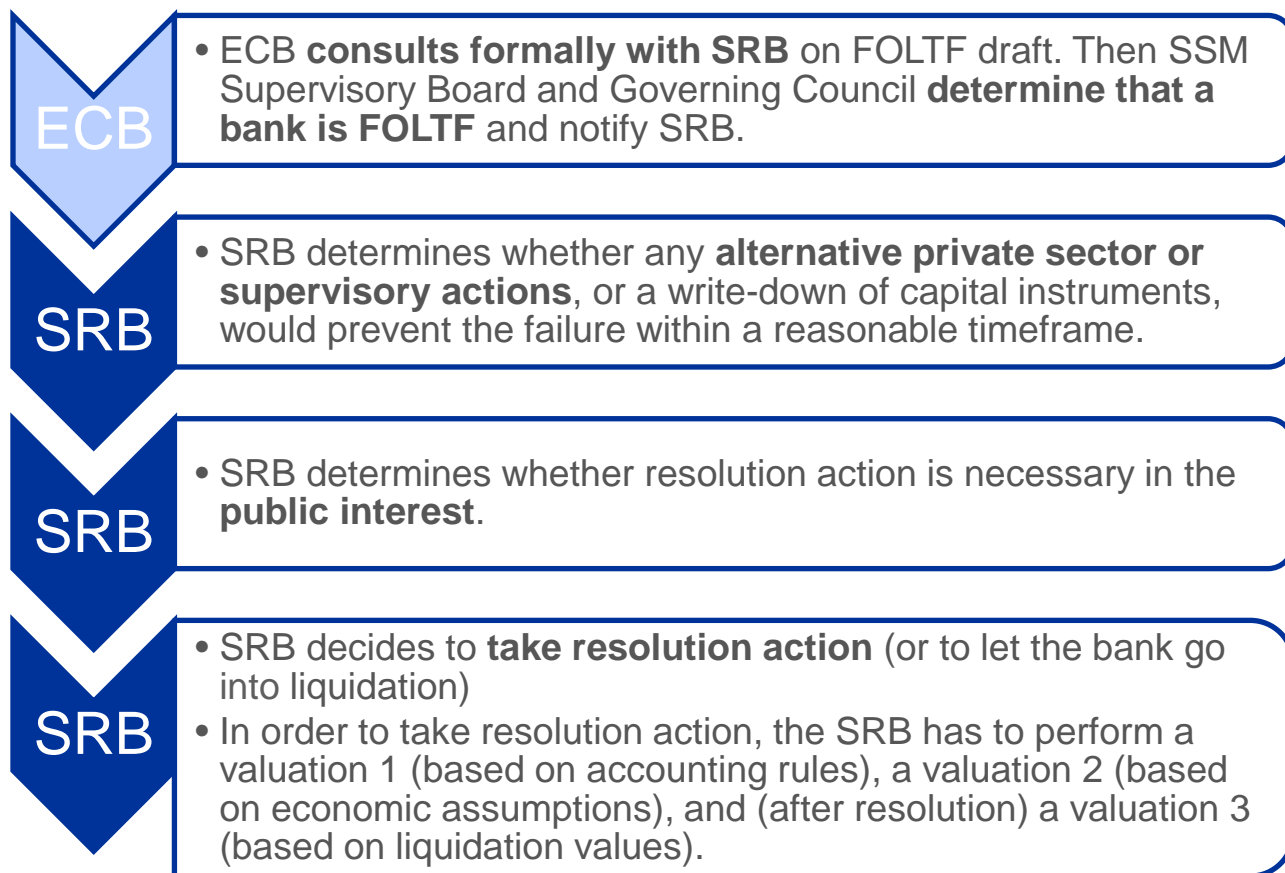 ECB
• ECB consults formally with SRB on FOLTF draft. Then SSM
Supervisory Board and Governing Council determine that a
bank is FOLTF and notify SRB.
SRB
• SRB determines whether any alternative private sector or
supervisory actions, or a write-down of capital instruments,
would prevent the failure within a reasonable timeframe.
SRB
• SRB determines whether resolution action is necessary in the
public interest.
SRB
• SRB decides to take resolution action (or to let the bank go
into liquidation)
• In order to take resolution action, the SRB has to perform a
valuation 1 (based on accounting rules), a valuation 2 (based
on economic assumptions), and (after resolution) a valuation 3
(based on liquidation values).